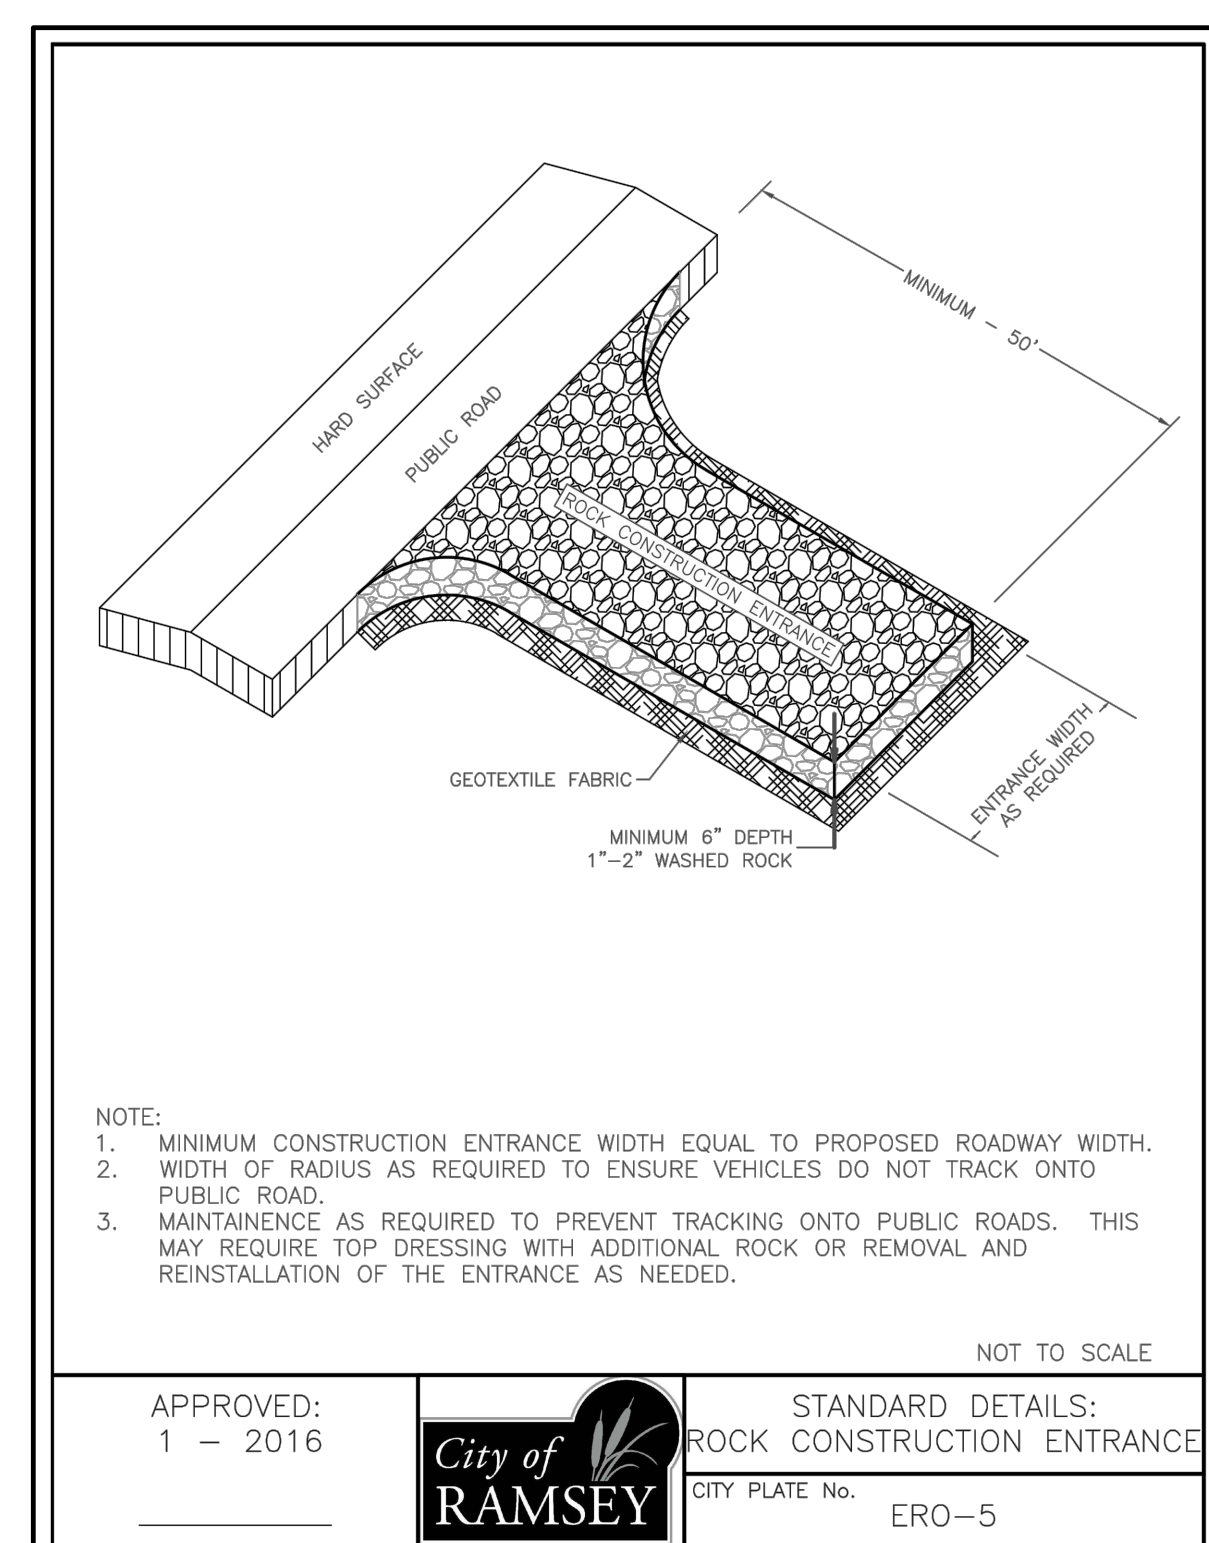 MINIMUM - 50'
HARD SURFACE
PUBLIC ROAD
ROCK CONSTRUCTION ENTRANCE
GEOTEXTILE FABRIC
ENTRANCE WIDTH
AS REQUIRED
MINIMUM 6" DEPTH
1"-2" WASHED ROCK
NOTE:
1. MINIMUM CONSTRUCTION ENTRANCE WIDTH EQUAL TO PROPOSED ROADWAY WIDTH.
2. WIDTH OF RADIUS AS REQUIRED TO ENSURE VEHICLES DO NOT TRACK ONTO
PUBLIC ROAD.
3. MAINTAINENCE AS REQUIRED TO PREVENT TRACKING ONTO PUBLIC ROADS. THIS
MAY REQUIRE TOP DRESSING WITH ADDITIONAL ROCK OR REMOVAL AND
REINSTALLATION OF THE ENTRANCE AS NEEDED.
NOT TO SCALE
APPROVED:
1 - 2016
City of
RAMSEY
STANDARD DETAILS:
ROCK CONSTRUCTION ENTRANCE
CITY PLATE No.
ERO-5